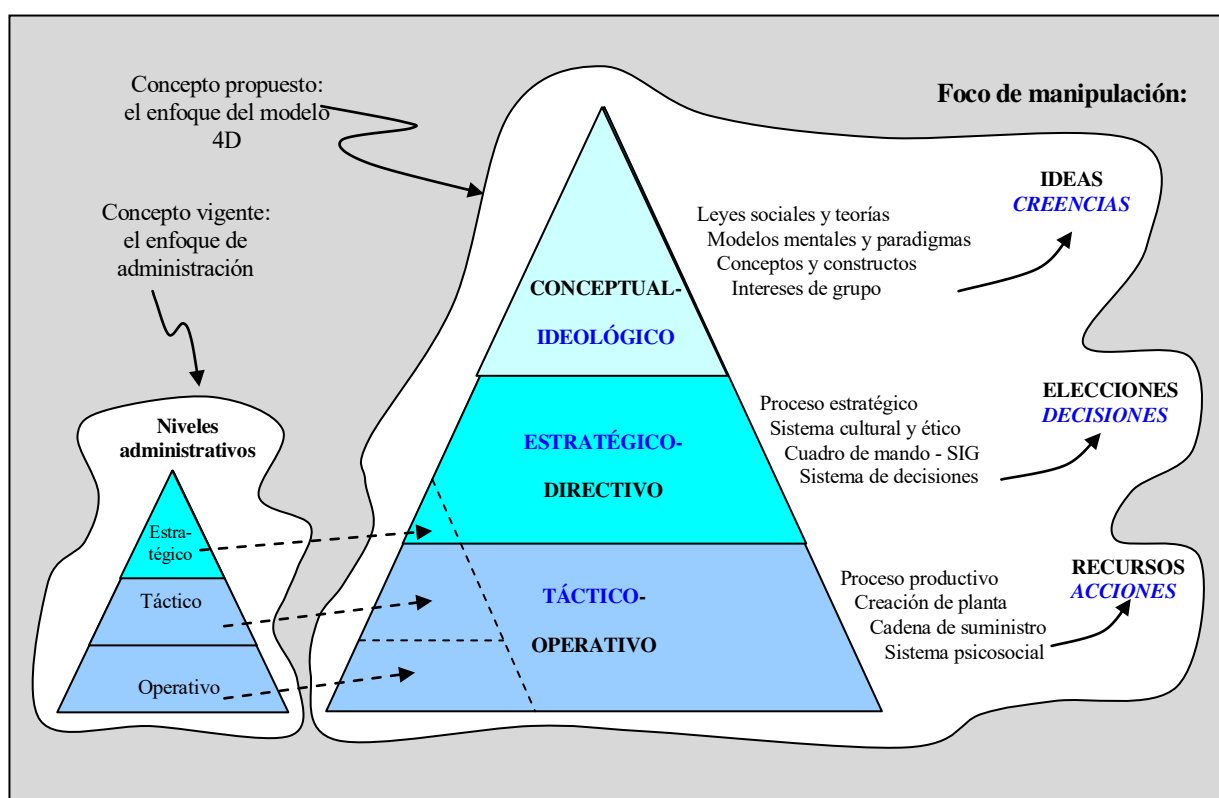 Concepto propuesto:
el enfoque del modelo
4D
Foco de manipulación:
Concepto vigente:
el enfoque de
administración
Niveles
administrativos
Estra-
tégico
Táctico
Operativo
CONCEPTUAL-
IDEOLÓGICO
ESTRATÉGICO-
DIRECTIVO
TÁCTICO-
OPERATIVO
Leyes sociales y teorías
Modelos mentales y paradigmas
Conceptos y constructos
Intereses de grupo
IDEAS
CREENCIAS
Proceso estratégico
Sistema cultural y ético
Cuadro de mando - SIG
Sistema de decisiones
ELECCIONES
DECISIONES
Proceso productivo
Creación de planta
Cadena de suministro
Sistema psicosocial
RECURSOS
ACCIONES